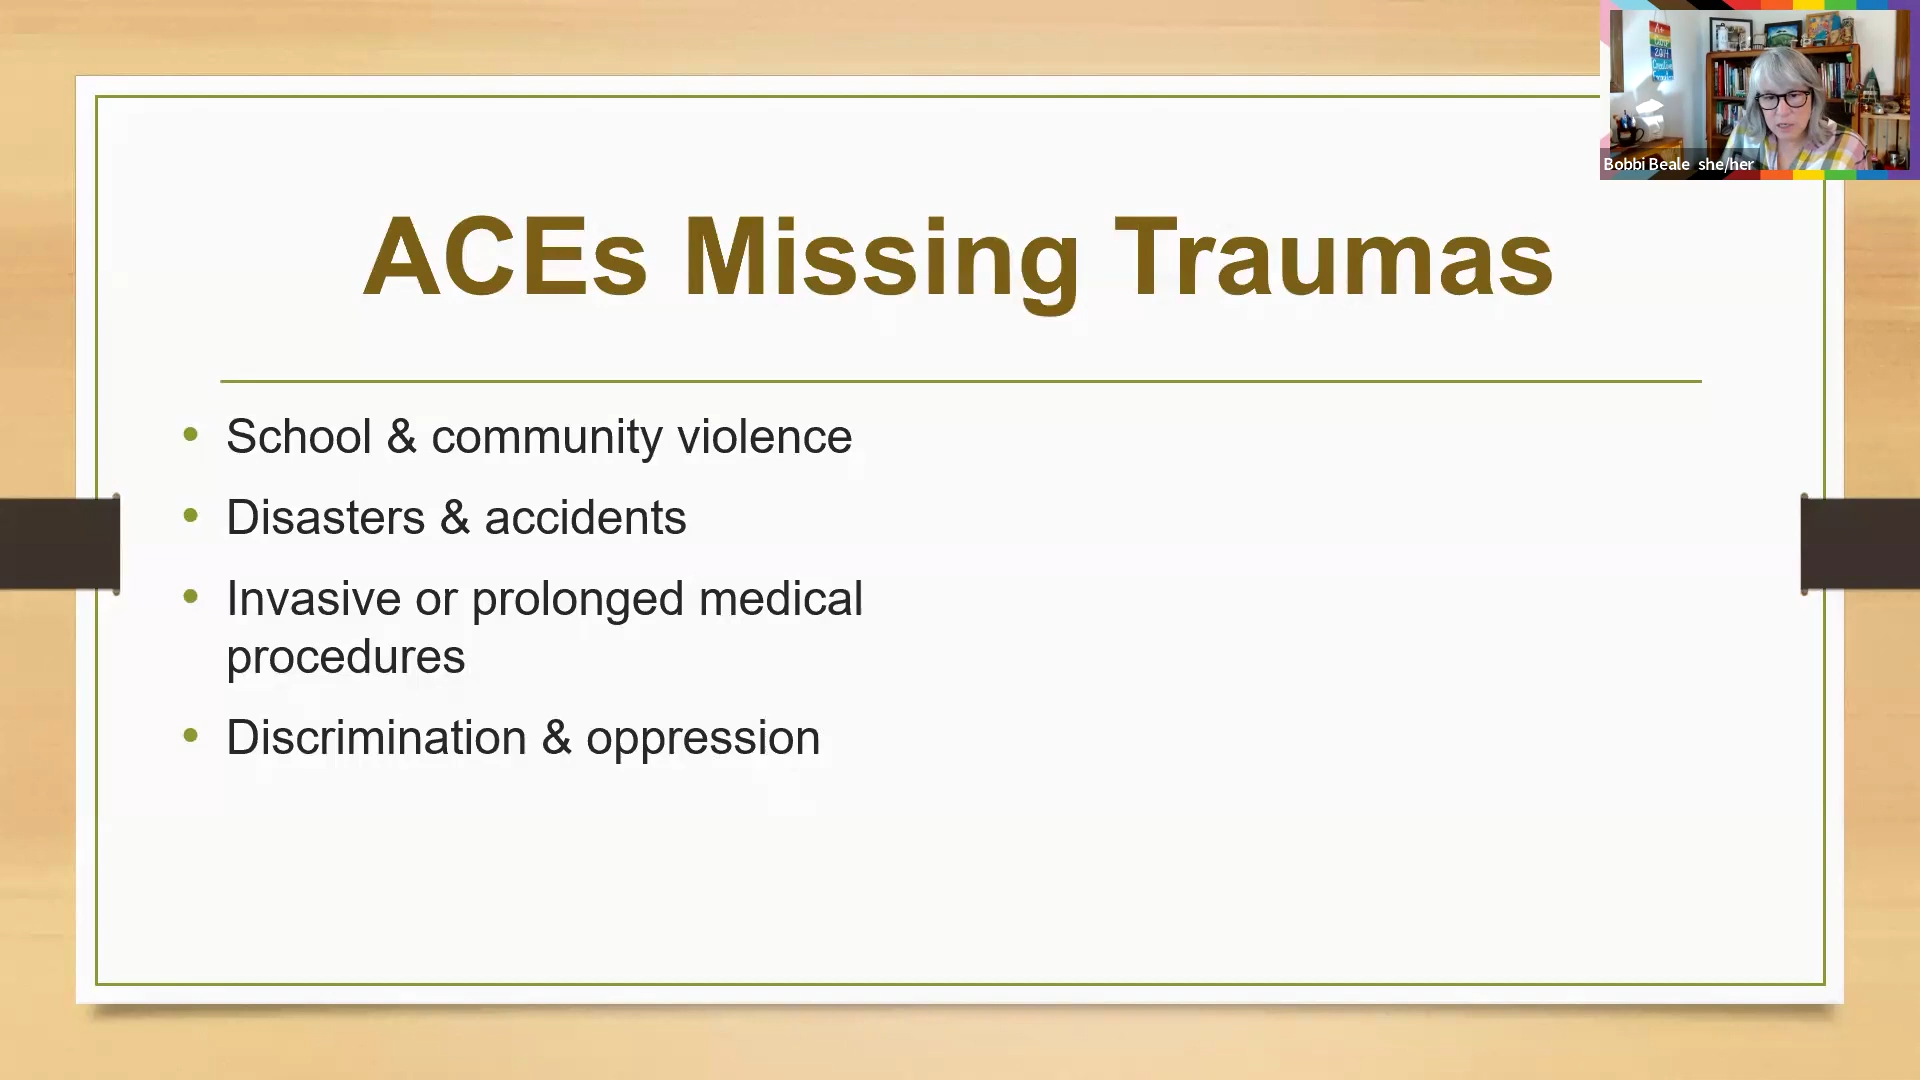 ACEs Missing Traumas
• School & community violence
• Disasters & accidents
• Invasive or prolonged medical
procedures
• Discrimination & oppression
Bobbi Beale she/her